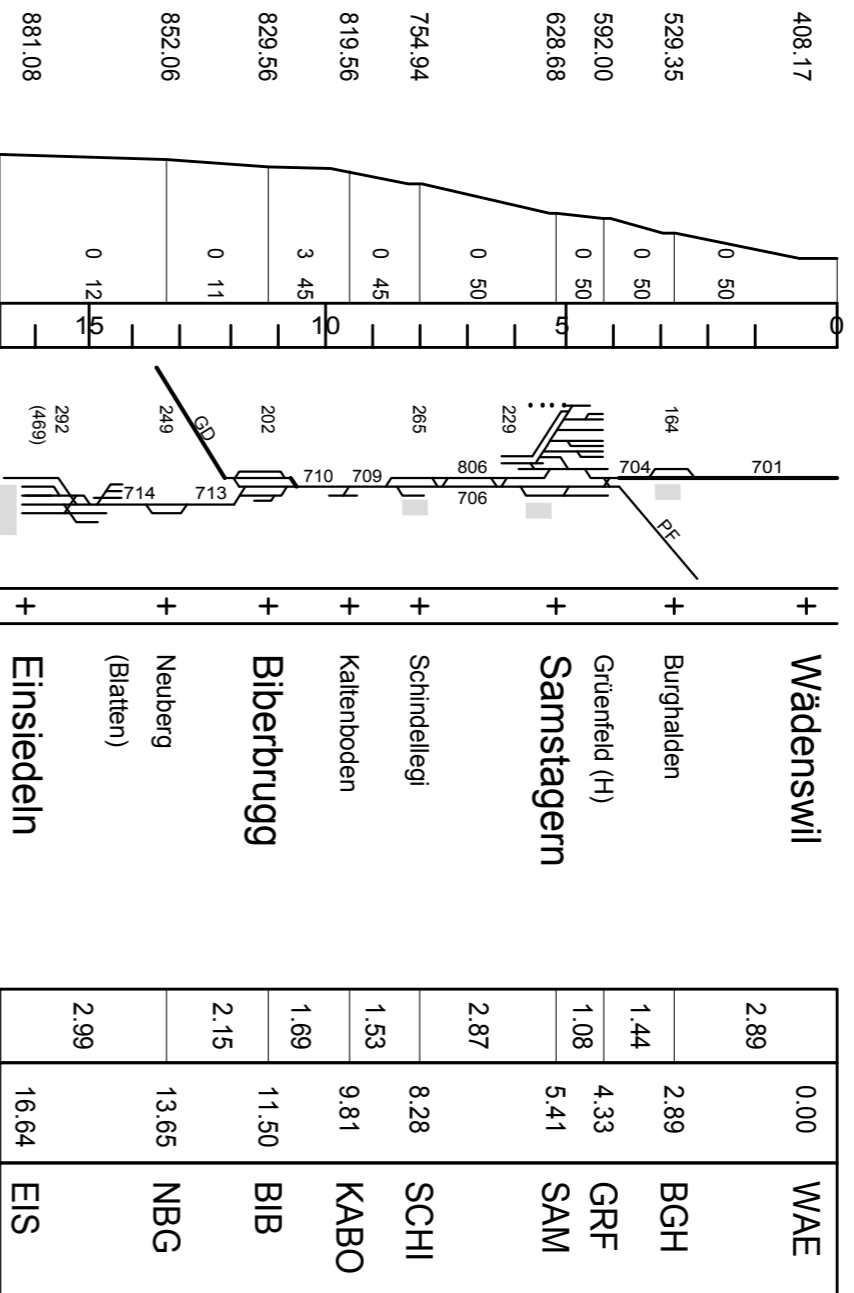 881.08 852.06 829.56 819.56 754.94 628.68 592.00 529.35 408.17
0 12 0 11 3 45 0 45 0 50 0 50 0 50 0 50
15 10 5 0
292 249 202 265 229 164
(469)
GD
714 713 710 709 806 706 704 701
PF
+ + + + + + + +
Einsiedeln
(Blatten)
Neuberg
Biberbrugg
Kaltenboden
Schindellegi
Samstagern
Grüenfeld (H)
Burghalden
Wädenswil
2.99 2.15 1.69 1.53 2.87 1.08 1.44 2.89
16.64 13.65 11.50 9.81 8.28 5.41 4.33 2.89 0.00
EIS NBG BIB KABO SCHI SAM GRF BGH WAE